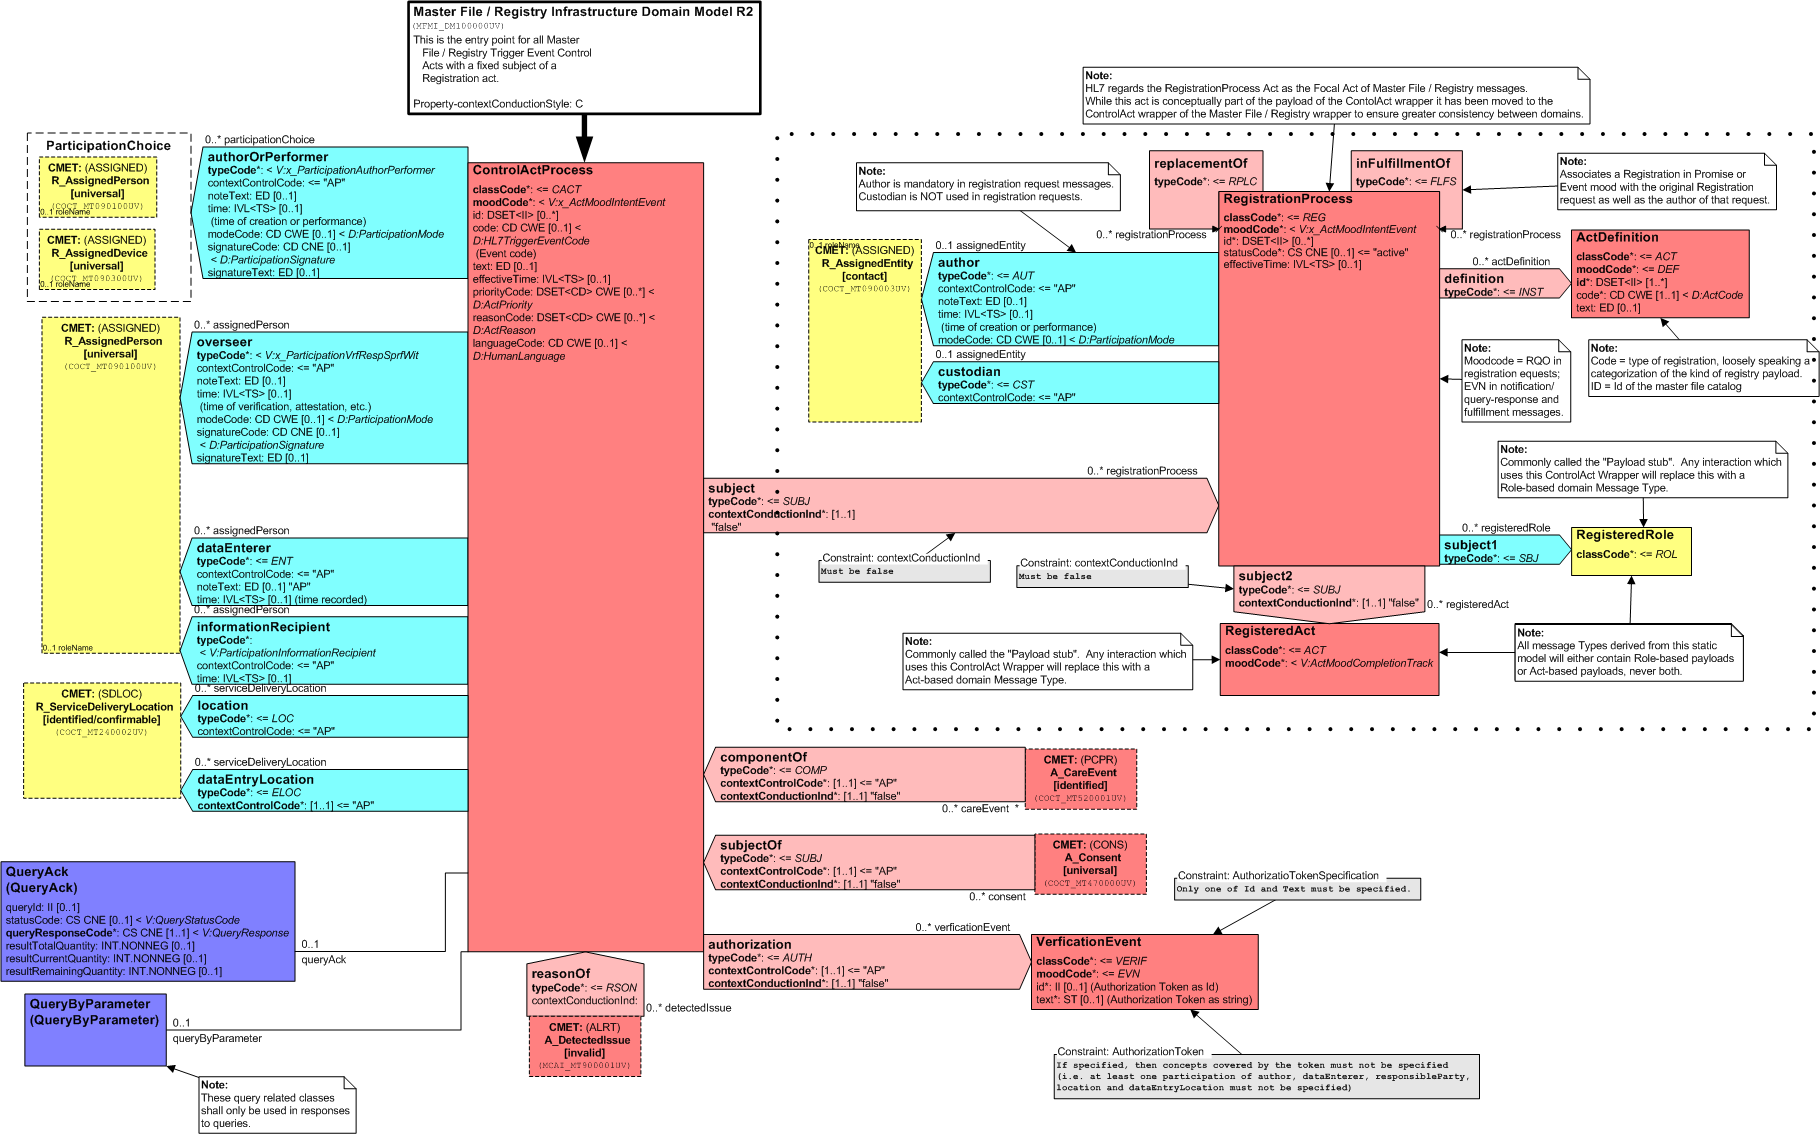 Master File / Registry Infrastructure Domain Model R2
(MFMI_DM100000UV)
This is the entry point for all Master
File / Registry Trigger Event Control
Acts with a fixed subject of a
Registration act.
Property-contextConductionStyle: C
ParticipationChoice
CMET: (ASSIGNED)
R_AssignedPerson
[universal]
(COCT_MT090100UV)
0..1 roleName
CMET: (ASSIGNED)
R_AssignedDevice
[universal]
(COCT_MT090300UV)
0..1 roleName
0..* participationChoice
authorOrPerformer
typeCode*: < V:x_ParticipationAuthorPerformer
contextControlCode: <= "AP"
noteText: ED [0..1]
time: IVL<TS> [0..1]
(time of creation or performance)
modeCode: CD CWE [0..1] < D:ParticipationMode
signatureCode: CD CNE [0..1]
< D:ParticipationSignature
signatureText: ED [0..1]
CMET: (ASSIGNED)
R_AssignedPerson
[universal]
(COCT_MT090100UV)
0..1 roleName
0..* assignedPerson
overseer
typeCode*: < V:x_ParticipationVrfRespSprfWit
contextControlCode: <= "AP"
noteText: ED [0..1]
time: IVL<TS> [0..1]
(time of verification, attestation, etc.)
modeCode: CD CWE [0..1] < D:ParticipationMode
signatureCode: CD CNE [0..1]
< D:ParticipationSignature
signatureText: ED [0..1]
0..* assignedPerson
dataEnterer
typeCode*: <= ENT
contextControlCode: <= "AP"
noteText: ED [0..1] "AP"
time: IVL<TS> [0..1] (time recorded)
0..* assignedPerson
informationRecipient
typeCode*:
< V:ParticipationInformationRecipient
contextControlCode: <= "AP"
time: IVL<TS> [0..1]
CMET: (SDLOC)
R_ServiceDeliveryLocation
[identified/confirmable]
(COCT_MT240002UV)
0..* serviceDeliveryLocation
location
typeCode*: <= LOC
contextControlCode: <= "AP"
0..* serviceDeliveryLocation
dataEntryLocation
typeCode*: <= ELOC
contextControlCode*: [1..1] <= "AP"
ControlActProcess
classCode*: <= CACT
moodCode*: < V:x_ActMoodIntentEvent
id: DSET<II> [0..*]
code: CD CWE [0..1] <
D:HL7TriggerEventCode
(Event code)
text: ED [0..1]
effectiveTime: IVL<TS> [0..1]
priorityCode: DSET<CD> CWE [0..*] <
D:ActPriority
reasonCode: DSET<CD> CWE [0..*] <
D:ActReason
languageCode: CD CWE [0..1] <
D:HumanLanguage
QueryAck
(QueryAck)
queryId: II [0..1]
statusCode: CS CNE [0..1] < V:QueryStatusCode
queryResponseCode*: CS CNE [1..1] < V:QueryResponse
resultTotalQuantity: INT.NONNEG [0..1]
resultCurrentQuantity: INT.NONNEG [0..1]
resultRemainingQuantity: INT.NONNEG [0..1]
0..1
queryAck
QueryByParameter
(QueryByParameter)
0..1
queryByParameter
Note:
These query related classes
shall only be used in responses
to queries.
reasonOf
typeCode*: <= RSON
contextConductionInd:
0..* detectedIssue
CMET: (ALRT)
A_DetectedIssue
[invalid]
(MCAI_MT900001UV)
Note:
HL7 regards the RegistrationProcess Act as the Focal Act of Master File / Registry messages.
While this act is conceptually part of the payload of the ContolAct wrapper it has been moved to the
ControlAct wrapper of the Master File / Registry wrapper to ensure greater consistency between domains.
Note:
Author is mandatory in registration request messages.
Custodian is NOT used in registration requests.
replacementOf
typeCode*: <= RPLC
0..* registrationProcess
inFulfillmentOf
typeCode*: <= FLFS
0..* registrationProcess
Note:
Associates a Registration in Promise or
Event mood with the original Registration
request as well as the author of that request.
0..1 roleName
CMET: (ASSIGNED)
R_AssignedEntity
[contact]
(COCT_MT090003UV)
0..1 assignedEntity
author
typeCode*: <= AUT
contextControlCode: <= "AP"
noteText: ED [0..1]
time: IVL<TS> [0..1]
(time of creation or performance)
modeCode: CD CWE [0..1] < D:ParticipationMode
0..1 assignedEntity
custodian
typeCode*: <= CST
contextControlCode: <= "AP"
RegistrationProcess
classCode*: <= REG
moodCode*: < V:x_ActMoodIntentEvent
id*: DSET<II> [0..*]
statusCode*: CS CNE [0..1] <= "active"
effectiveTime: IVL<TS> [0..1]
0..* actDefinition
definition
typeCode*: <= INST
ActDefinition
classCode*: <= ACT
moodCode*: <= DEF
id*: DSET<II> [1..*]
code*: CD CWE [1..1] < D:ActCode
text: ED [0..1]
Note:
Moodcode = RQO in
registration equests;
EVN in notification/
query-response and
fulfillment messages.
Note:
Code = type of registration, loosely speaking a
categorization of the kind of registry payload.
ID = Id of the master file catalog
0..* registrationProcess
subject
typeCode*: <= SUBJ
contextConductionInd*: [1..1]
"false"
Constraint: contextConductionInd
Must be false
Constraint: contextConductionInd
Must be false
Note:
Commonly called the "Payload stub". Any interaction which
uses this ControlAct Wrapper will replace this with a
Role-based domain Message Type.
0..* registeredRole
subject1
typeCode*: <= SBJ
RegisteredRole
classCode*: <= ROL
subject2
typeCode*: <= SUBJ
contextConductionInd*: [1..1] "false"
0..* registeredAct
RegisteredAct
classCode*: <= ACT
moodCode*: < V:ActMoodCompletionTrack
Note:
Commonly called the "Payload stub". Any interaction which
uses this ControlAct Wrapper will replace this with a
Act-based domain Message Type.
Note:
All message Types derived from this static
model will either contain Role-based payloads
or Act-based payloads, never both.
componentOf
typeCode*: <= COMP
contextControlCode*: [1..1] <= "AP"
contextConductionInd*: [1..1] "false"
0..* careEvent *
CMET: (PCPR)
A_CareEvent
[identified]
(COCT_MT520001UV)
subjectOf
typeCode*: <= SUBJ
contextControlCode*: [1..1] <= "AP"
contextConductionInd*: [1..1] "false"
0..* consent
CMET: (CONS)
A_Consent
[universal]
(COCT_MT470000UV)
0..* verficationEvent
authorization
typeCode*: <= AUTH
contextControlCode*: [1..1] <= "AP"
contextConductionInd*: [1..1] "false"
VerficationEvent
classCode*: <= VERIF
moodCode*: <= EVN
id*: II [0..1] (Authorization Token as Id)
text*: ST [0..1] (Authorization Token as string)
Constraint: AuthorizatioTokenSpecification
Only one of Id and Text must be specified.
Constraint: AuthorizationToken
If specified, then concepts covered by the token must not be specified
(i.e. at least one participation of author, dataEnterer, responsibleParty,
location and dataEntryLocation must not be specified)